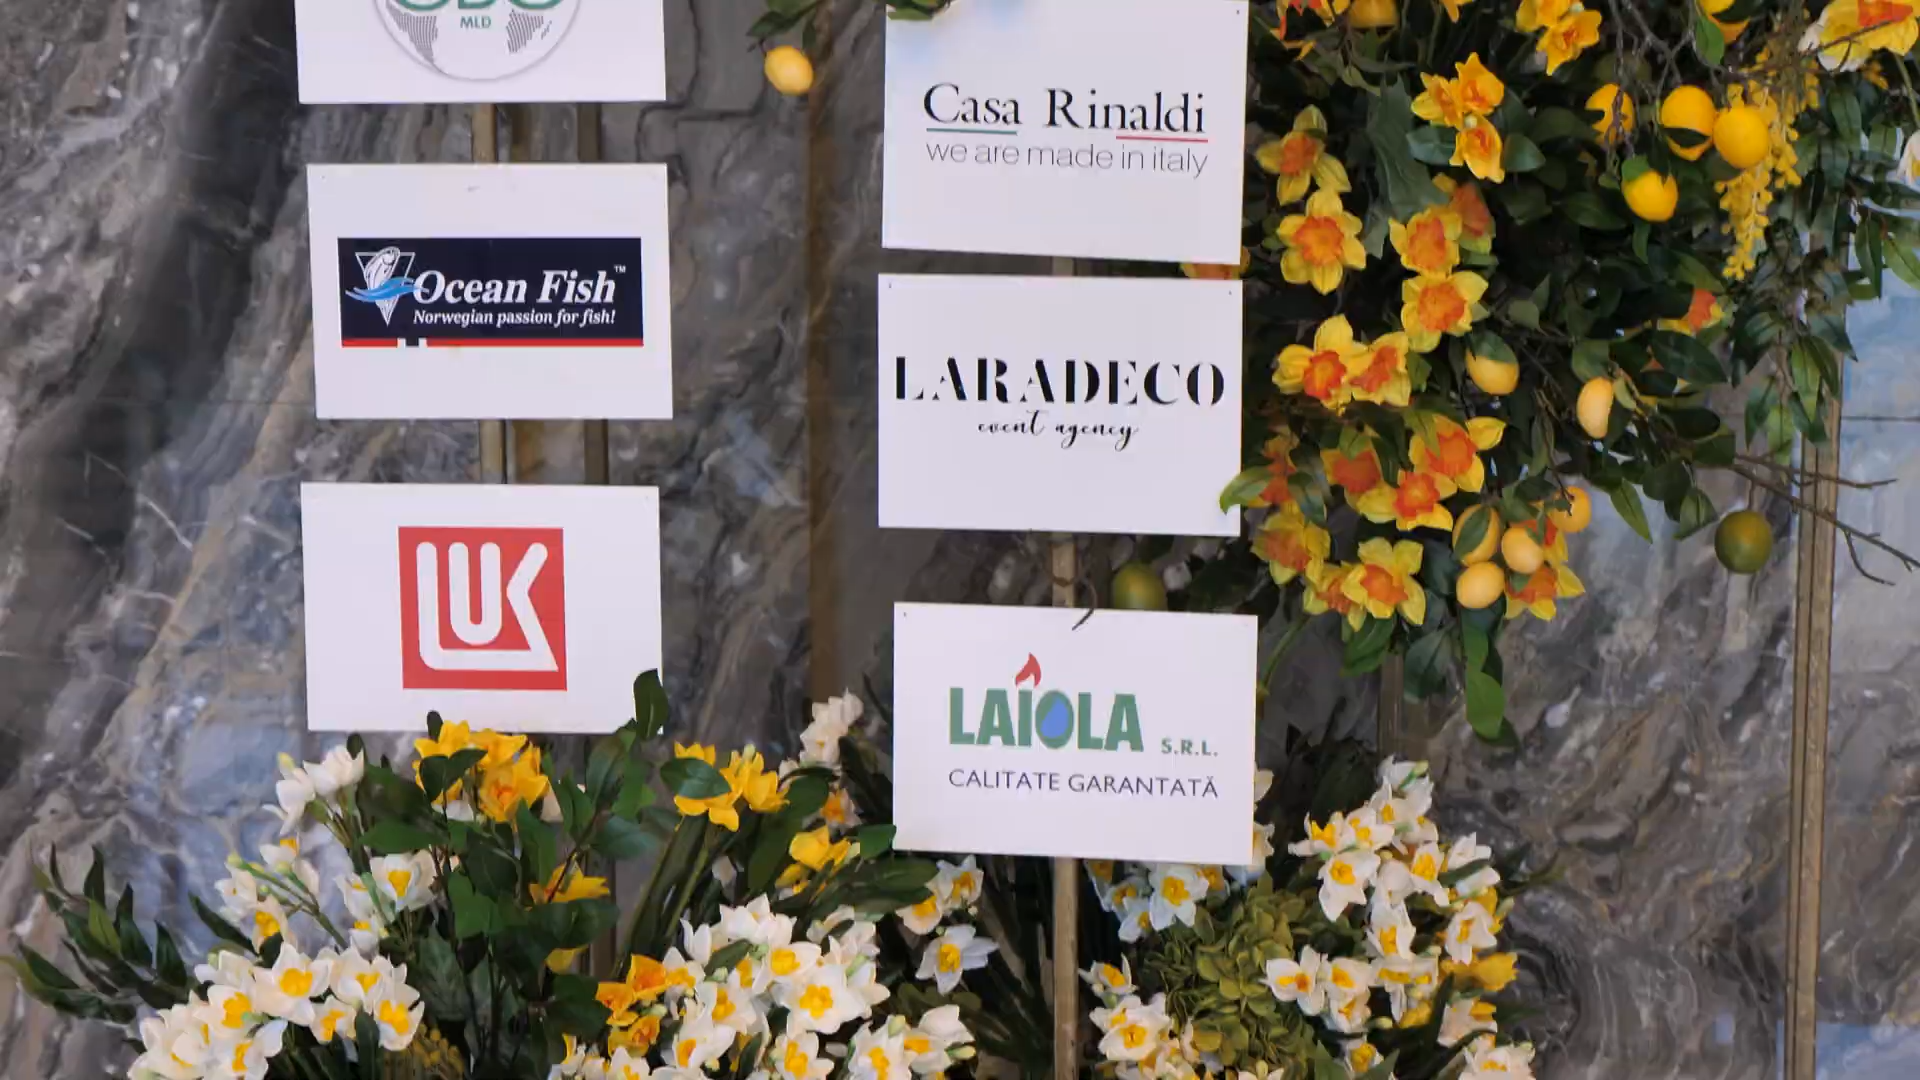 MLD
Ocean Fish™
Norwegian passion for fish!
LUK
Casa Rinaldi
we are made in italy
LARADECO
event agency
LAIOLA S.R.L.
CALITATE GARANTATĂ